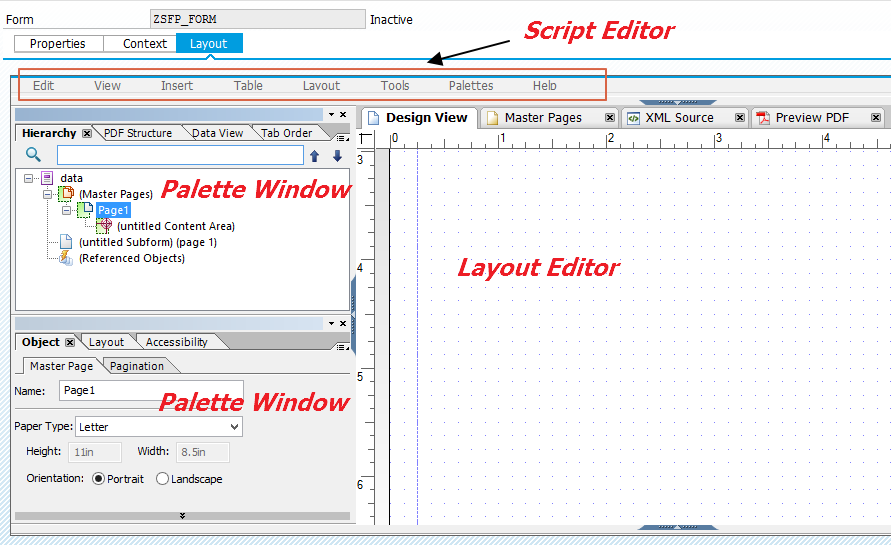 Form ZSFP_FORM Inactive
Script Editor
Properties Context Layout
Edit View Insert Table Layout Tools Palettes Help
Design View Master Pages XML Source Preview PDF
Hierarchy PDF Structure Data View Tab Order
0 1 2 3 4
3
data
(Master Pages) Palette Window
Page1
(untitled Content Area)
(untitled Subform) (page 1)
(Referenced Objects)
4
Layout Editor
Object Layout Accessibility
Master Page Pagination
5
Name: Page1
Palette Window
Paper Type: Letter
Height: 11in Width: 8.5in
Orientation: Portrait Landscape
6